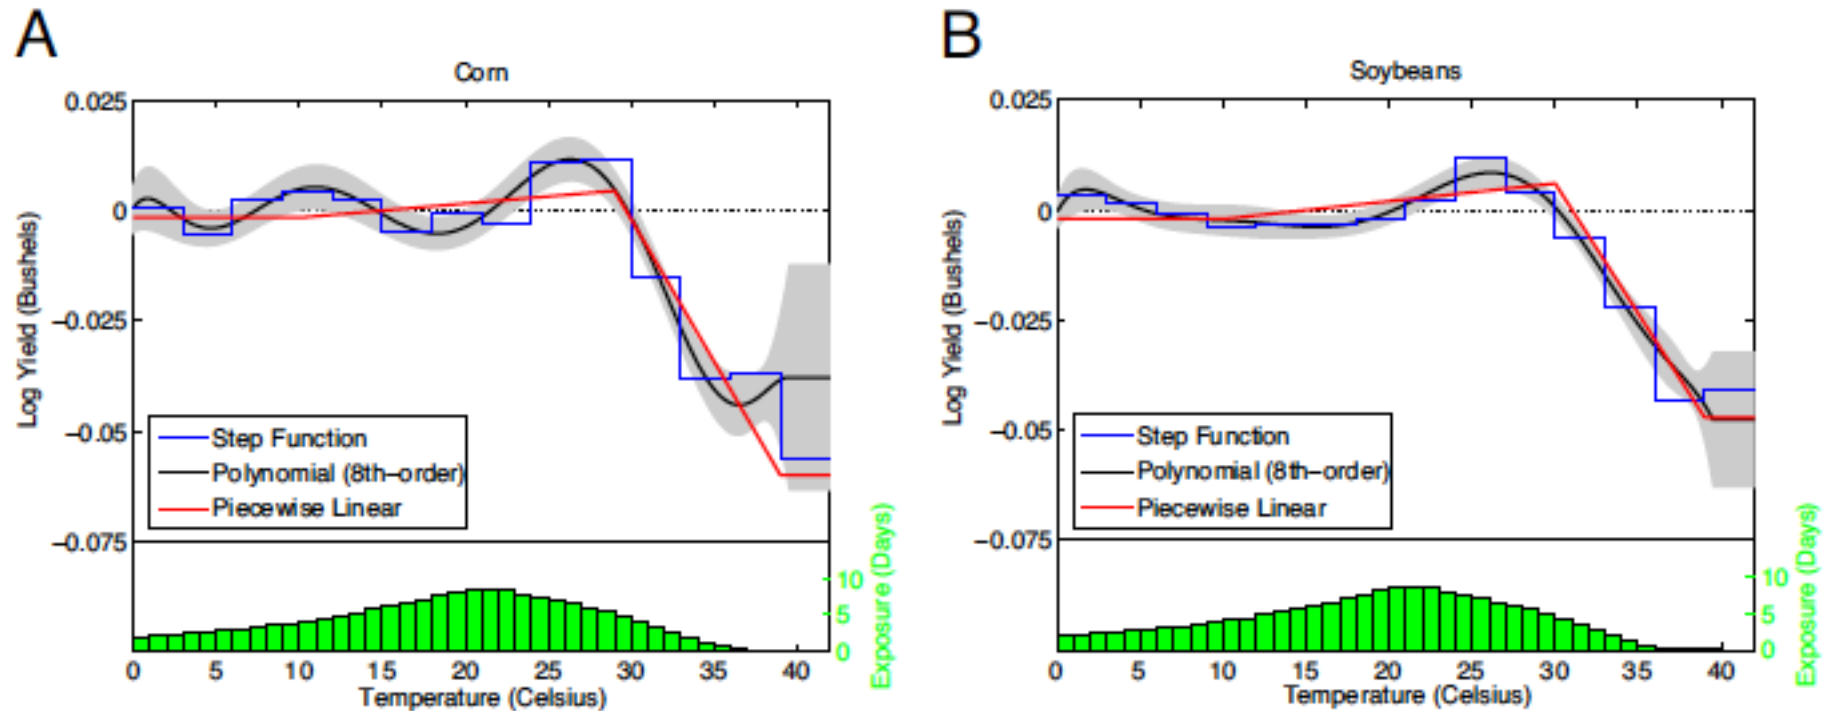 A
Corn
0.025
0
−0.025
−0.05
−0.075
Log Yield (Bushels)
Step Function
Polynomial (8th−order)
Piecewise Linear
10
5
0
Exposure (Days)
0 5 10 15 20 25 30 35 40
Temperature (Celsius)
B
Soybeans
0.025
0
−0.025
−0.05
−0.075
Log Yield (Bushels)
Step Function
Polynomial (8th−order)
Piecewise Linear
10
5
0
Exposure (Days)
0 5 10 15 20 25 30 35 40
Temperature (Celsius)